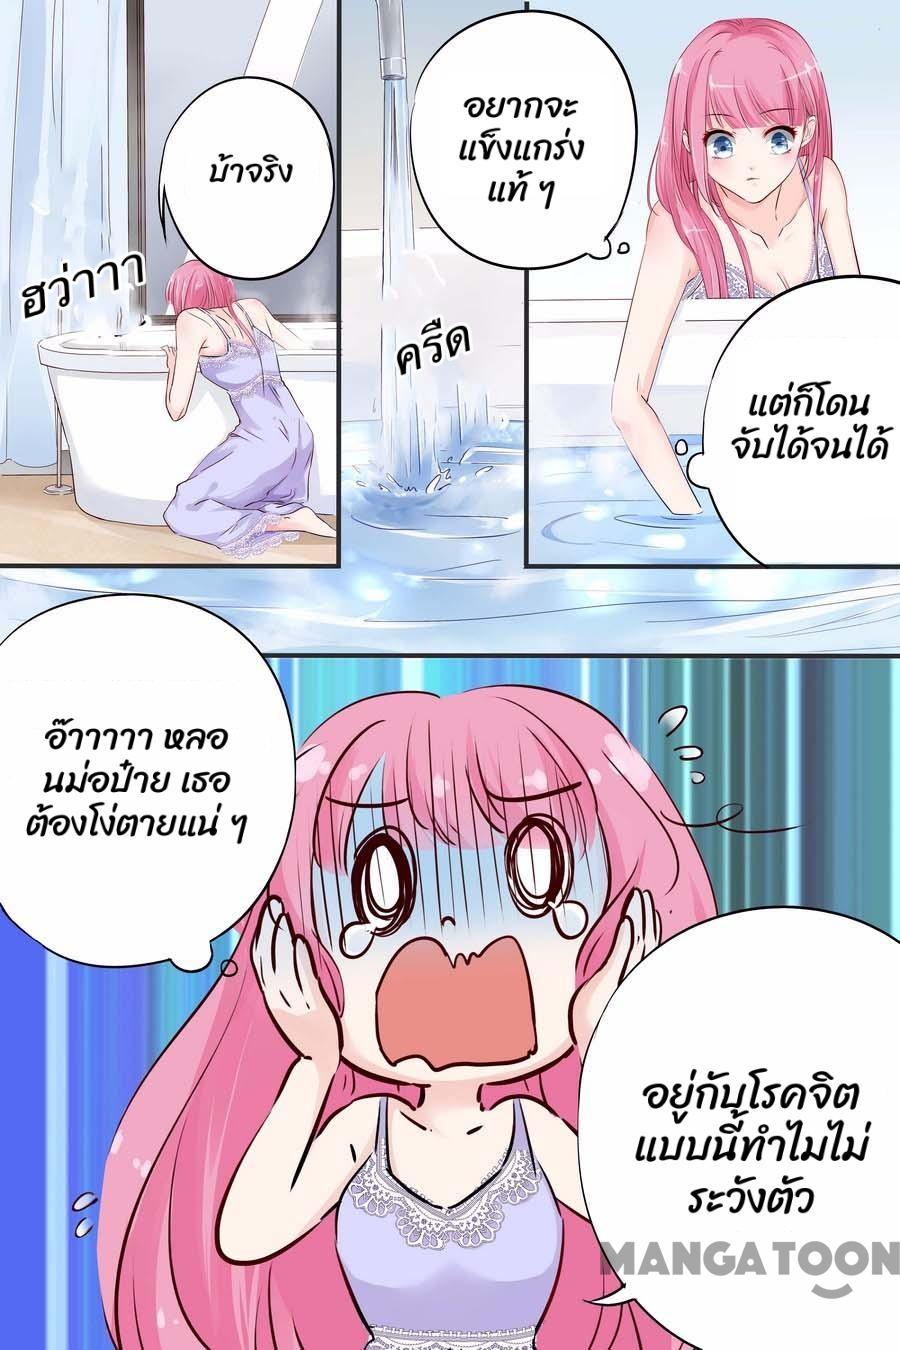 บ้าจริง
ฮว่าาาา
อยากจะ
แข็งแกร่ง
แท้ ๆ
ครืด
แต่ก็โดน
จับได้จนได้
อ๊าาาาา หลอ
นม่อป๋าย เธอ
ต้องโง่ตายแน่ ๆ
อยู่กับโรคจิต
แบบนี้ทำไมไม่
ระวังตัว
MANGATOON